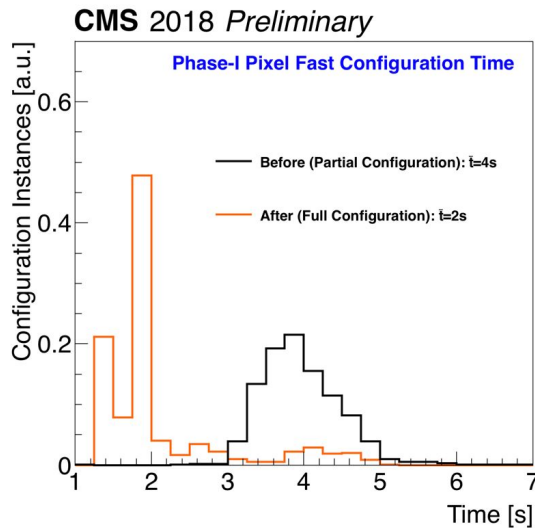 CMS 2018 Preliminary
Phase-I Pixel Fast Configuration Time
Configuration Instances [a.u.]
0.6
0.4
0.2
0
Before (Partial Configuration): t̄=4s
After (Full Configuration): t̄=2s
1 2 3 4 5 6 7
Time [s]